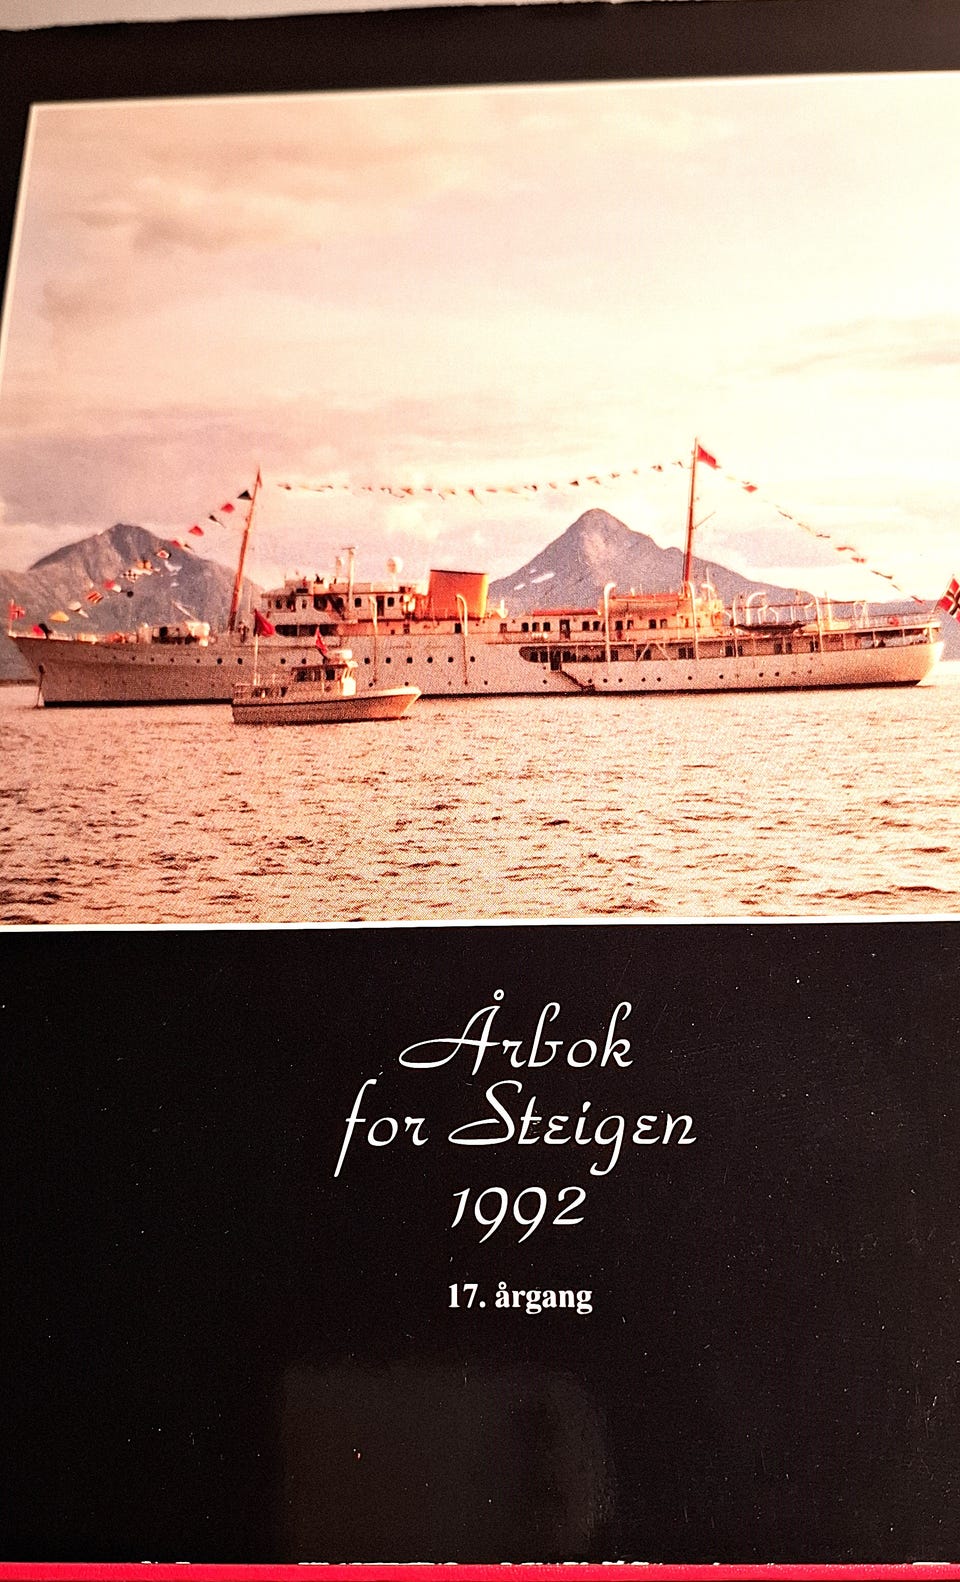 Årbok
for Steigen
1992
17. årgang